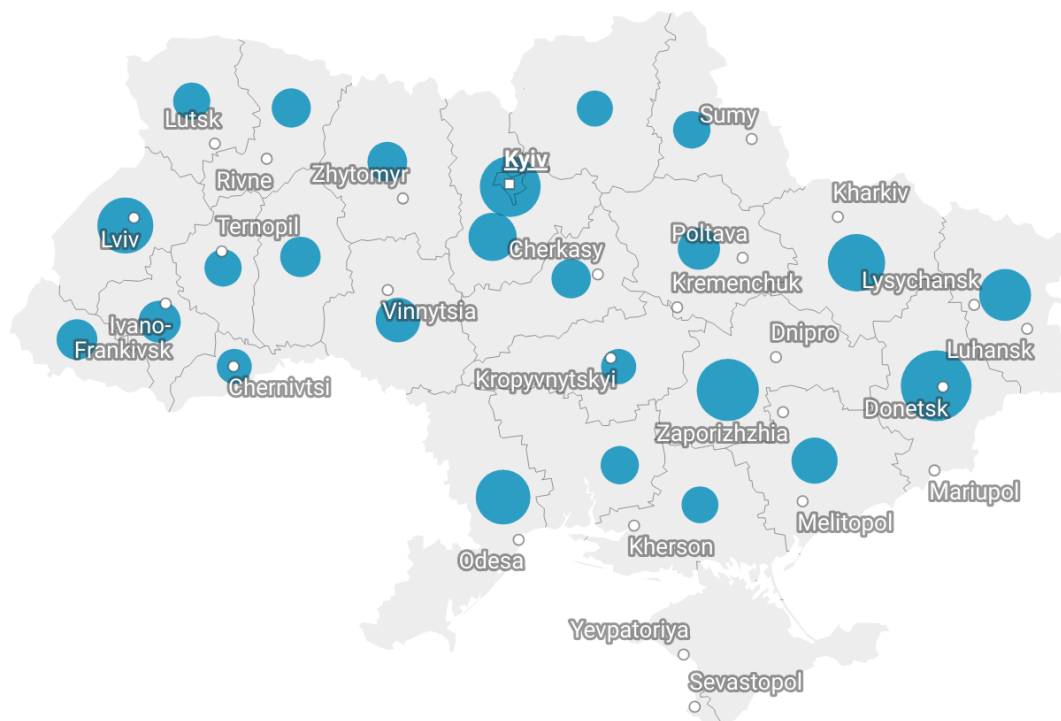 Sumy
Lutsk
Kyiv
Zhytomyr
Rivne
Kharkiv
Ternopil
Poltava
Lviv
Cherkasy
Lysychansk
Kremenchuk
Vinnytsia
Ivano-
Frankivsk
Dnipro
Luhansk
Kropyvnytskyi
Chernivtsi
Donetsk
Zaporizhzhia
Mariupol
Melitopol
Kherson
Odesa
Yevpatoriya
Sevastopol